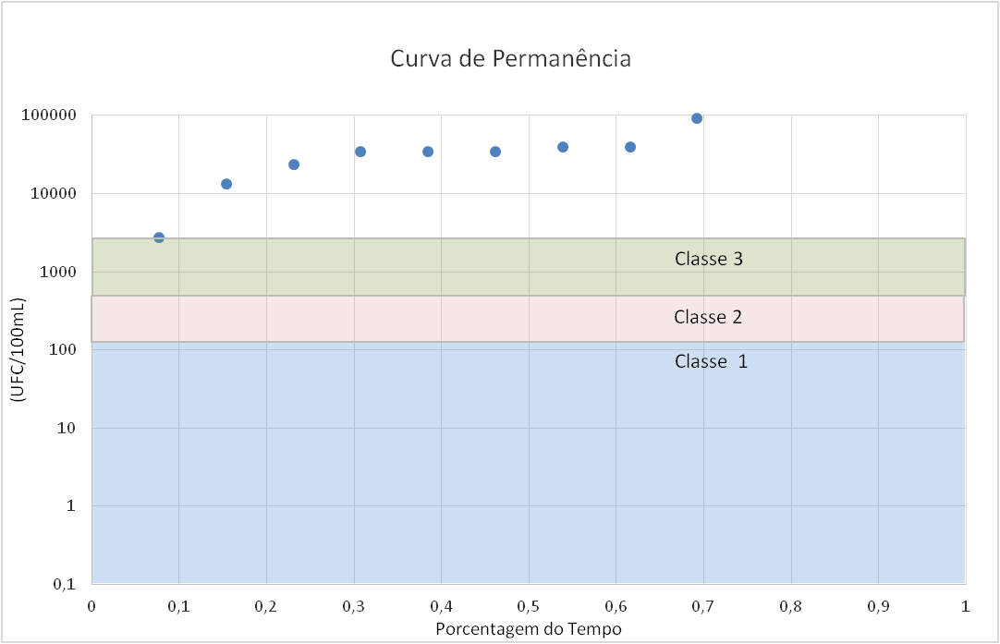 Curva de Permanência
100000
10000
1000
100
10
1
0,1
(UFC/100mL)
Classe 3
Classe 2
Classe  1
0 0,1 0,2 0,3 0,4 0,5 0,6 0,7 0,8 0,9 1
Porcentagem do Tempo